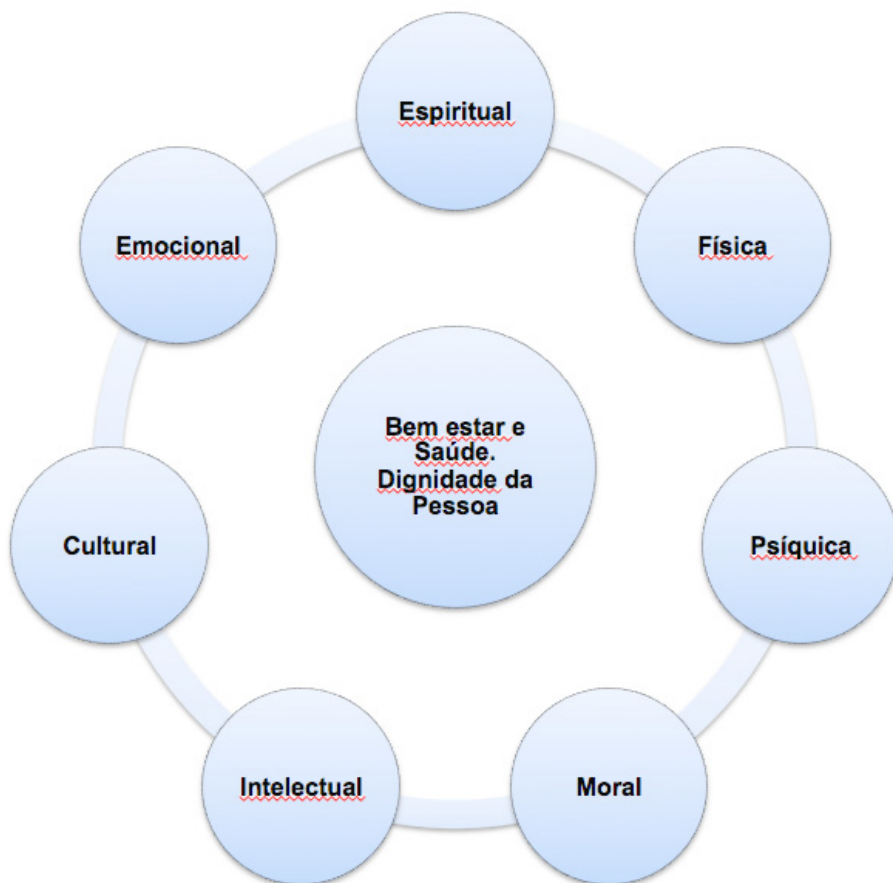 Espiritual
Física
Psíquica
Moral
Intelectual
Cultural
Emocional
Bem estar e
Saúde.
Dignidade da
Pessoa